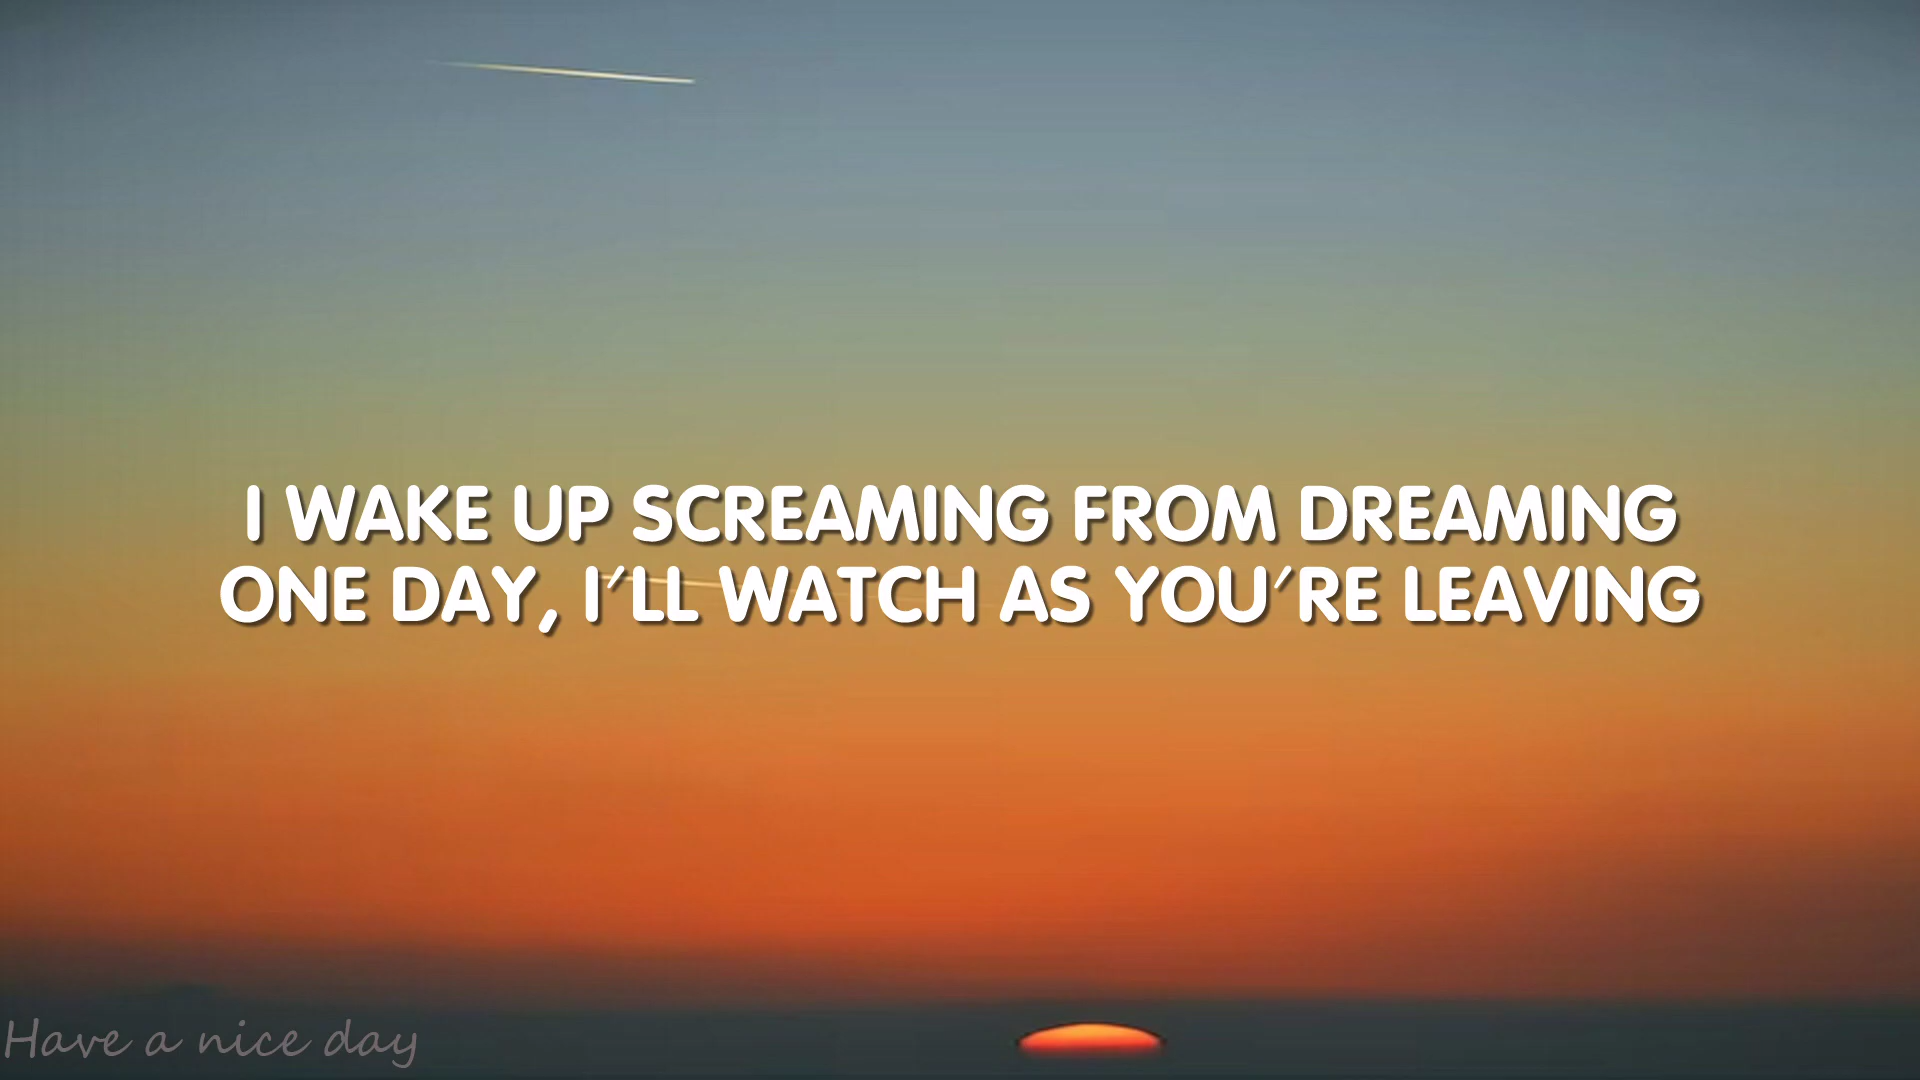 I WAKE UP SCREAMING FROM DREAMING
ONE DAY, I'LL WATCH AS YOU'RE LEAVING
Have a nice day